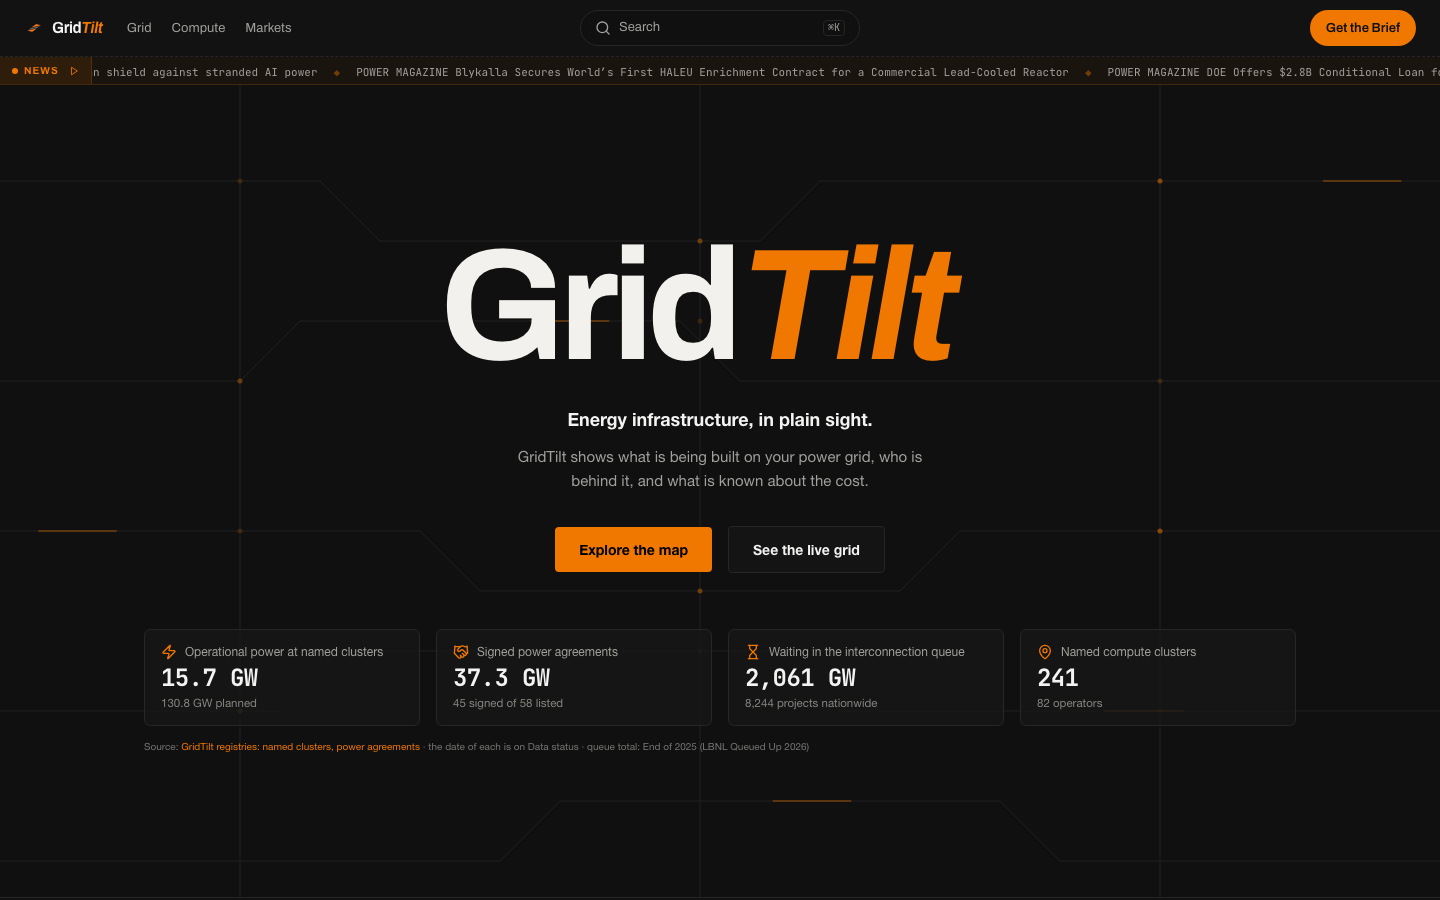 GridTilt Grid Compute Markets Search ⌘K Get the Brief
NEWS n shield against stranded AI power ◆ POWER MAGAZINE Blykalla Secures World’s First HALEU Enrichment Contract for a Commercial Lead-Cooled Reactor ◆ POWER MAGAZINE DOE Offers $2.8B Conditional Loan f
GridTilt
Energy infrastructure, in plain sight.
GridTilt shows what is being built on your power grid, who is
behind it, and what is known about the cost.
Explore the map
See the live grid
Operational power at named clusters
15.7 GW
130.8 GW planned
Signed power agreements
37.3 GW
45 signed of 58 listed
Waiting in the interconnection queue
2,061 GW
8,244 projects nationwide
Named compute clusters
241
82 operators
Source: GridTilt registries: named clusters, power agreements · the date of each is on Data status · queue total: End of 2025 (LBNL Queued Up 2026)